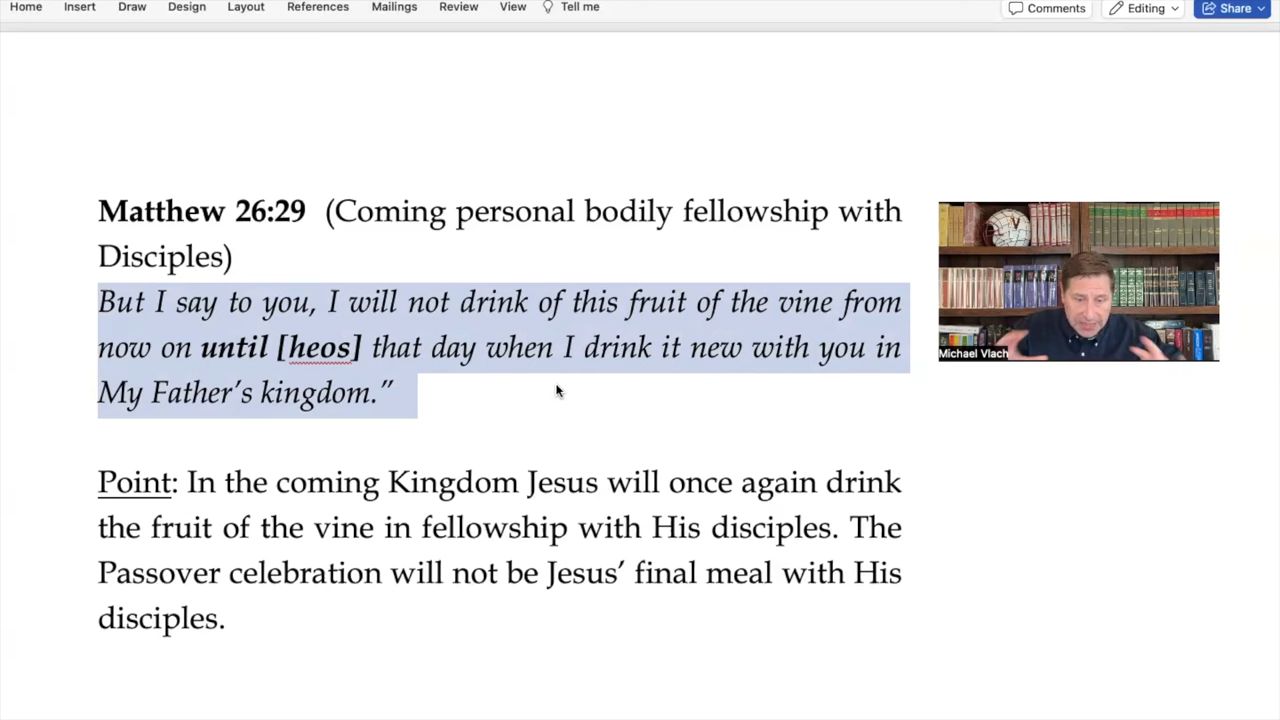 Home Insert Draw Design Layout References Mailings Review View Tell me Comments Editing Share
Matthew 26:29 (Coming personal bodily fellowship with
Disciples)
But I say to you, I will not drink of this fruit of the vine from
now on until [heos] that day when I drink it new with you in
My Father’s kingdom.”
Michael Vlach
Point: In the coming Kingdom Jesus will once again drink
the fruit of the vine in fellowship with His disciples. The
Passover celebration will not be Jesus’ final meal with His
disciples.